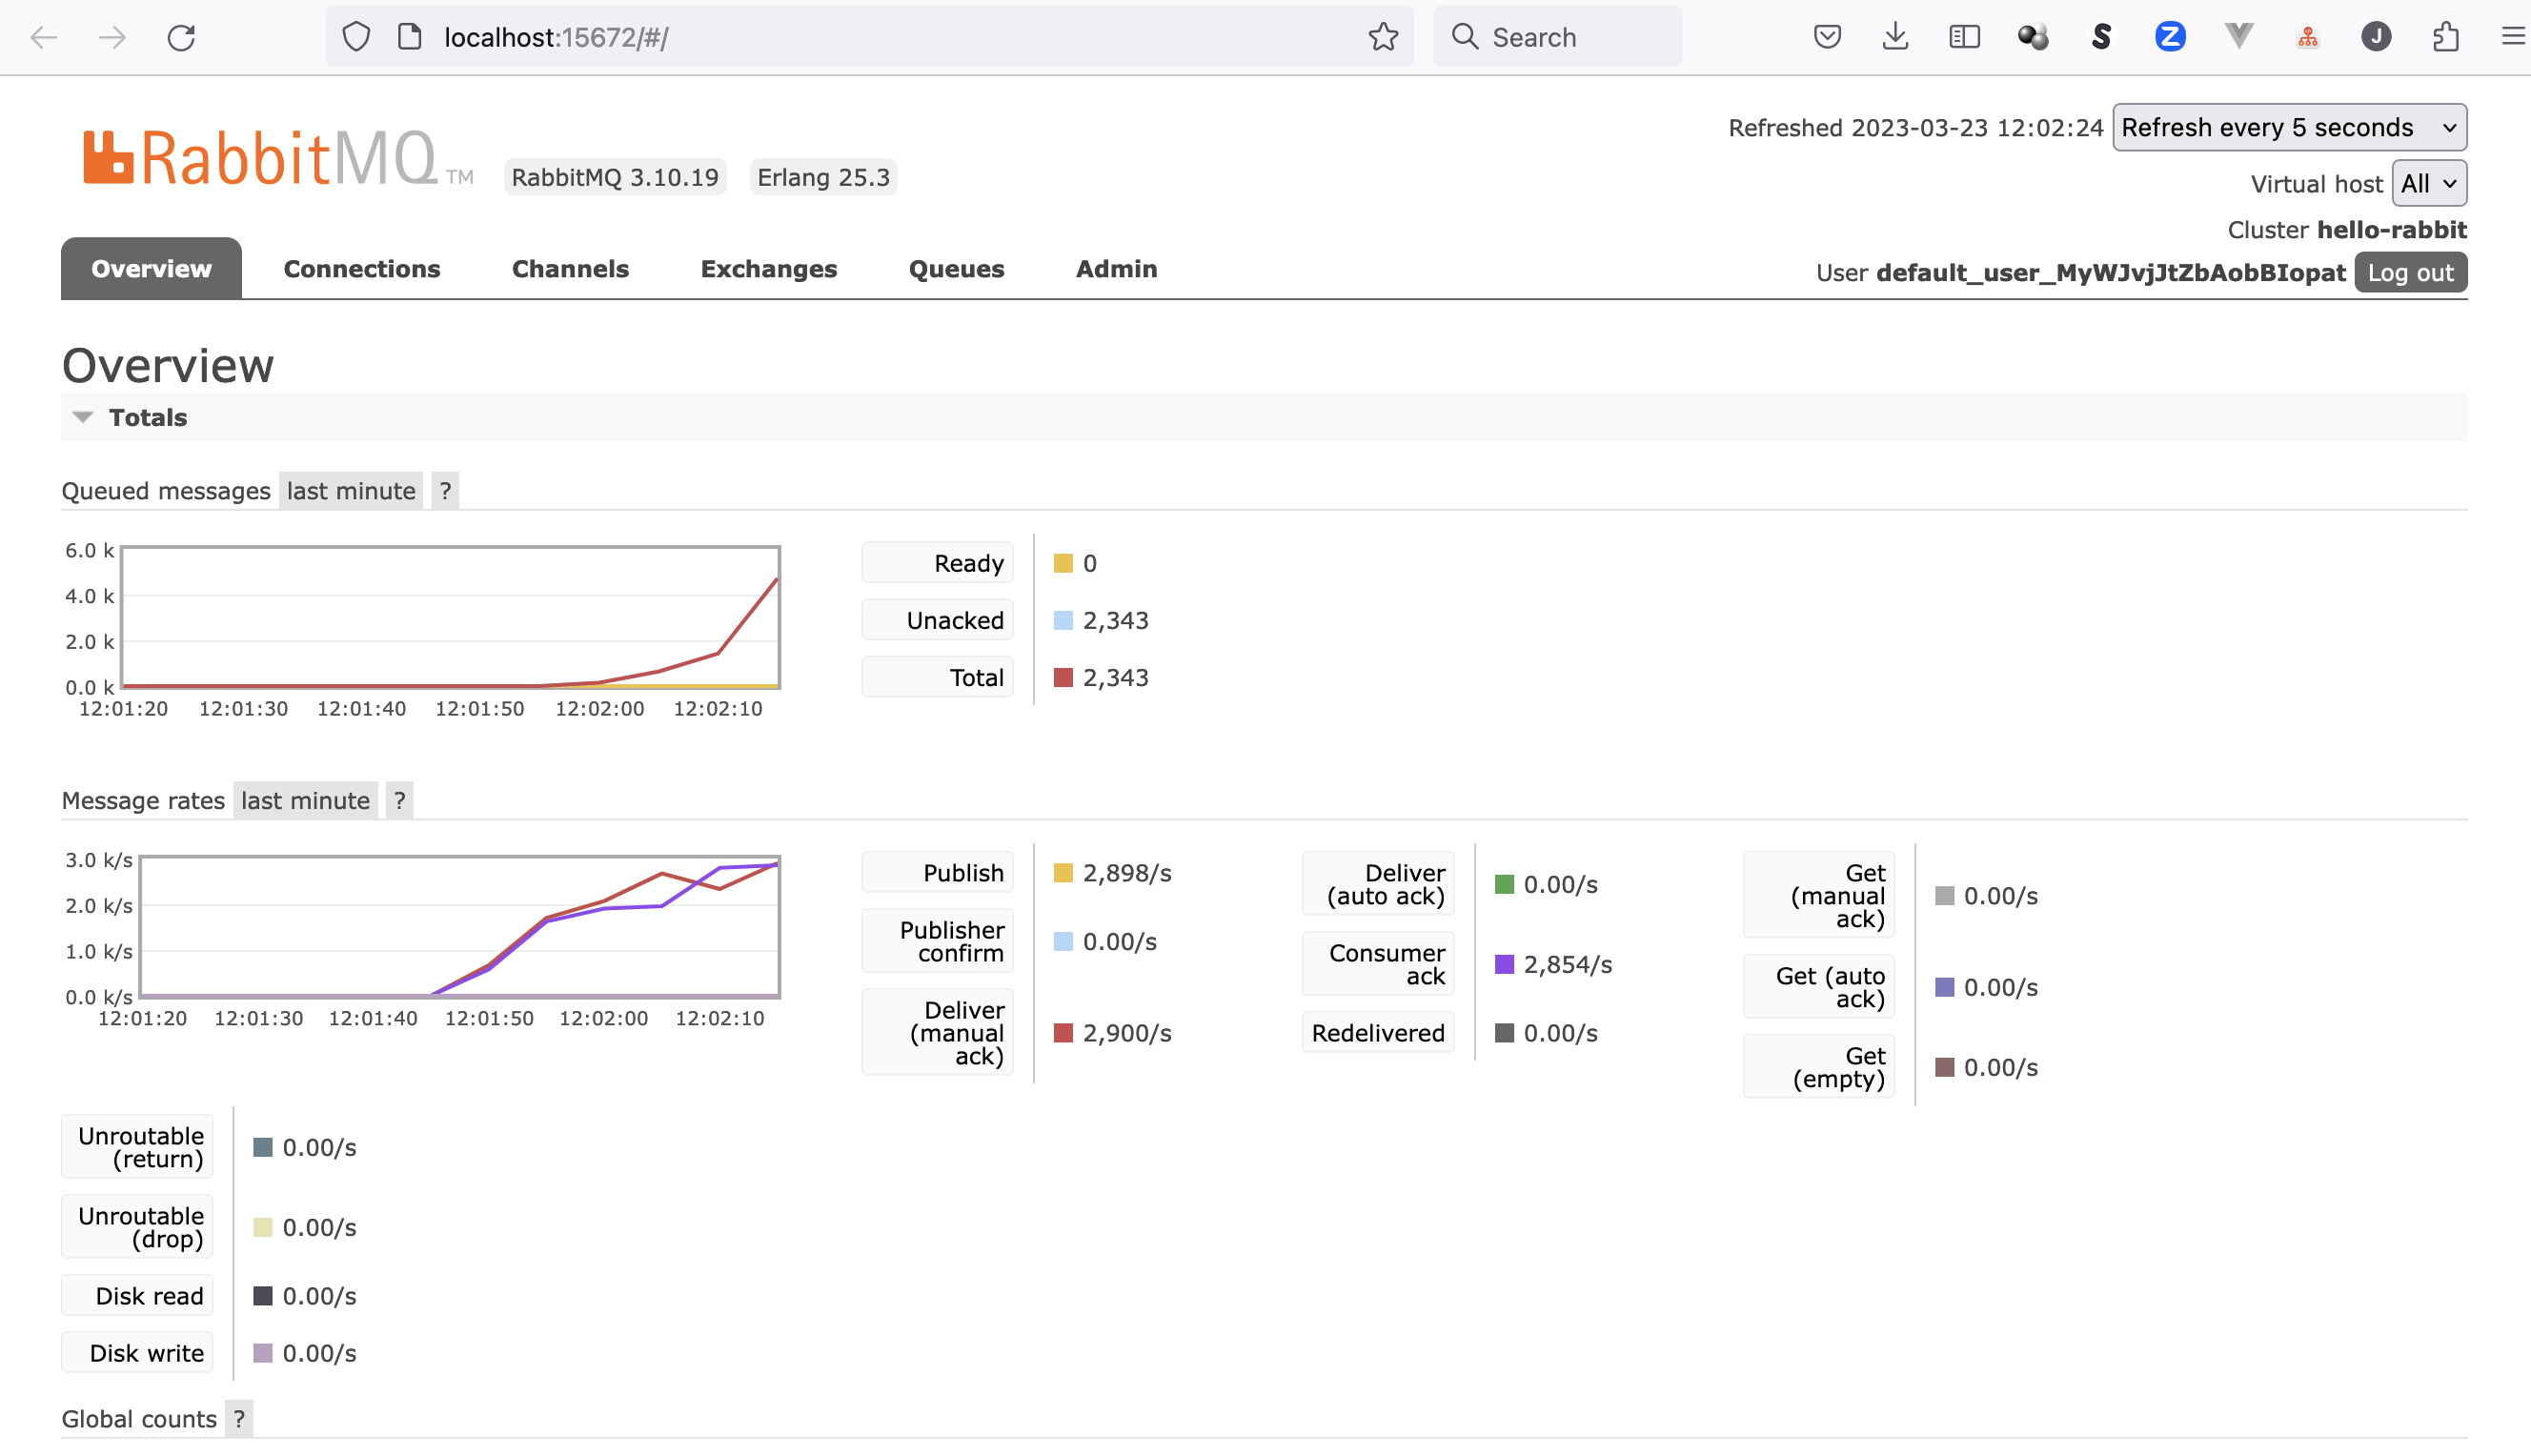 localhost:15672/#/
Search
J
RabbitMQ TM
RabbitMQ 3.10.19
Erlang 25.3
Refreshed 2023-03-23 12:02:24 Refresh every 5 seconds
Virtual host All
Cluster hello-rabbit
User default_user_MyWJvjJtZbAobBIopat Log out
Overview Connections Channels Exchanges Queues Admin
Overview
Totals
Queued messages last minute ?
6.0 k
4.0 k
2.0 k
0.0 k
12:01:20 12:01:30 12:01:40 12:01:50 12:02:00 12:02:10
Ready 0
Unacked 2,343
Total 2,343
Message rates last minute ?
3.0 k/s
2.0 k/s
1.0 k/s
0.0 k/s
12:01:20 12:01:30 12:01:40 12:01:50 12:02:00 12:02:10
Publish 2,898/s
Publisher
confirm 0.00/s
Deliver
(manual
ack) 2,900/s
Deliver
(auto ack) 0.00/s
Consumer
ack 2,854/s
Redelivered 0.00/s
Get
(manual
ack) 0.00/s
Get (auto
ack) 0.00/s
Get
(empty) 0.00/s
Unroutable
(return) 0.00/s
Unroutable
(drop) 0.00/s
Disk read 0.00/s
Disk write 0.00/s
Global counts ?